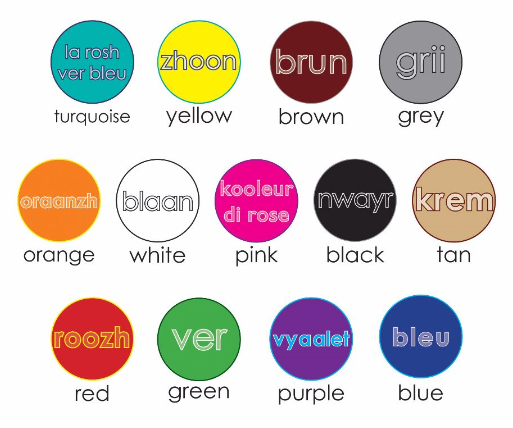 la rosh
ver bleu
zhoon
brun
grii
turquoise
yellow
brown
grey
oraanzh
blaan
kooleur
di rose
nwayr
krem
orange
white
pink
black
tan
roozh
ver
vyaalet
bleu
red
green
purple
blue